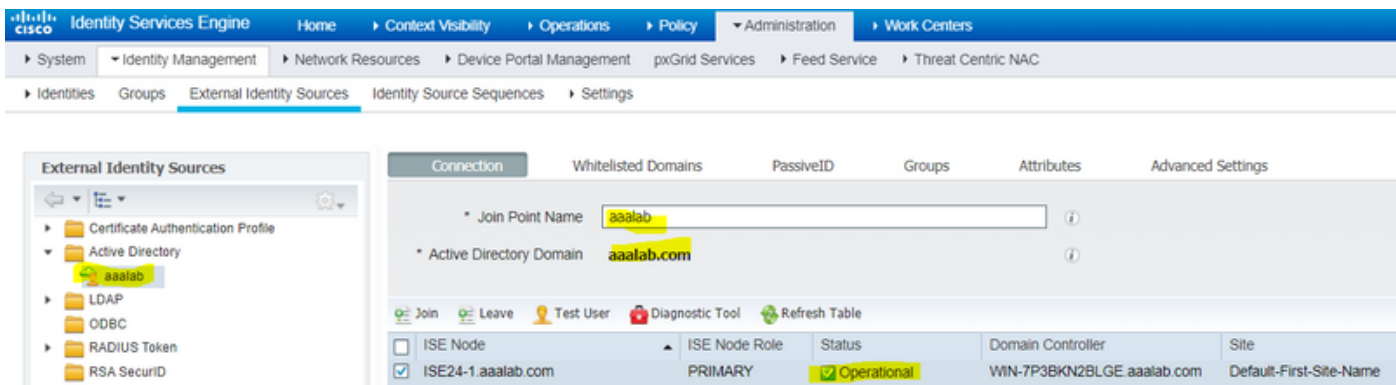 cisco Identity Services Engine Home Context Visibility Operations Policy Administration Work Centers
System Identity Management Network Resources Device Portal Management pxGrid Services Feed Service Threat Centric NAC
Identities Groups External Identity Sources Identity Source Sequences Settings
External Identity Sources
Certificate Authentication Profile
Active Directory
aaalab
LDAP
ODBC
RADIUS Token
RSA SecurID
Connection Whitelisted Domains PassiveID Groups Attributes Advanced Settings
* Join Point Name aaalab
* Active Directory Domain aaalab.com
Join Leave Test User Diagnostic Tool Refresh Table
ISE Node ISE Node Role Status Domain Controller Site
ISE24-1.aaalab.com PRIMARY Operational WIN-7P3BKN2BLGE.aaalab.com Default-First-Site-Name